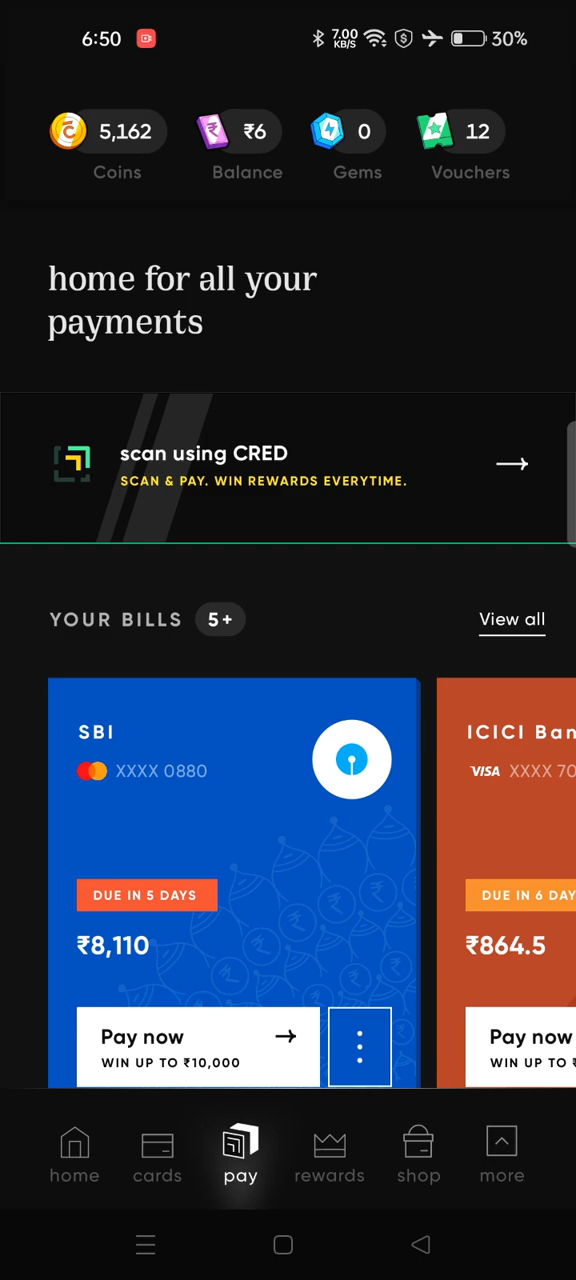 6:50
7.00
KB/S
30%
5,162
₹6
0
12
Coins
Balance
Gems
Vouchers
home for all your
payments
scan using CRED
SCAN & PAY. WIN REWARDS EVERYTIME.
YOUR BILLS 5+
View all
SBI
XXXX 0880
DUE IN 5 DAYS
₹8,110
Pay now
WIN UP TO ₹10,000
ICICI Ban
VISA XXXX 70
DUE IN 6 DAY
₹864.5
Pay now
WIN UP TO ₹
home
cards
pay
rewards
shop
more